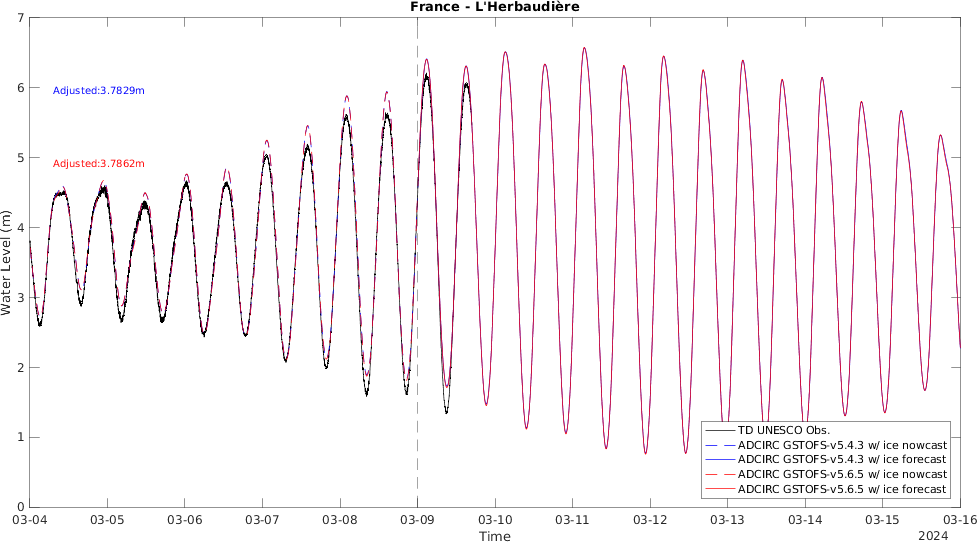 France - L'Herbaudière
7
6
5
4
3
2
1
0
Water Level (m)
Adjusted:3.7829m
Adjusted:3.7862m
TD UNESCO Obs.
ADCIRC GSTOFS-v5.4.3 w/ ice nowcast
ADCIRC GSTOFS-v5.4.3 w/ ice forecast
ADCIRC GSTOFS-v5.6.5 w/ ice nowcast
ADCIRC GSTOFS-v5.6.5 w/ ice forecast
03-04 03-05 03-06 03-07 03-08 03-09 03-10 03-11 03-12 03-13 03-14 03-15 03-16
Time
2024